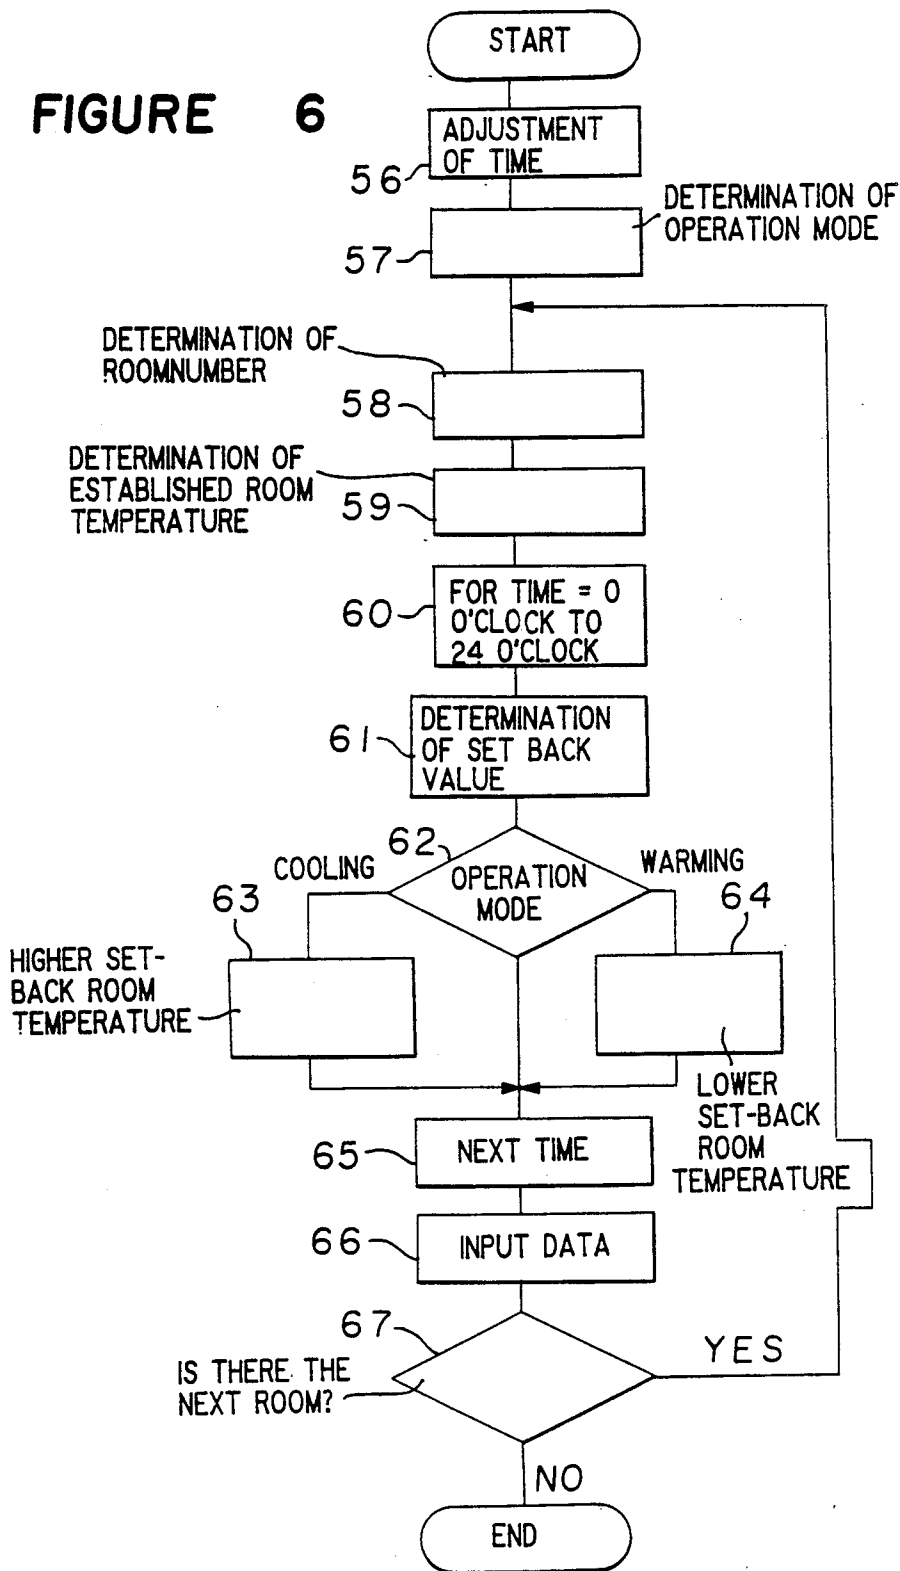 START
FIGURE 6
ADJUSTMENT
OF TIME
56
DETERMINATION OF
OPERATION MODE
57
DETERMINATION OF
ROOMNUMBER
58
DETERMINATION OF
ESTABLISHED ROOM
TEMPERATURE
59
60
FOR TIME = 0
O'CLOCK TO
24 O'CLOCK
61
DETERMINATION
OF SET BACK
VALUE
62
COOLING
OPERATION
MODE
WARMING
63
64
HIGHER SET-
BACK ROOM
TEMPERATURE
LOWER
SET-BACK
ROOM
TEMPERATURE
65
NEXT TIME
66
INPUT DATA
67
IS THERE THE
NEXT ROOM?
YES
NO
END